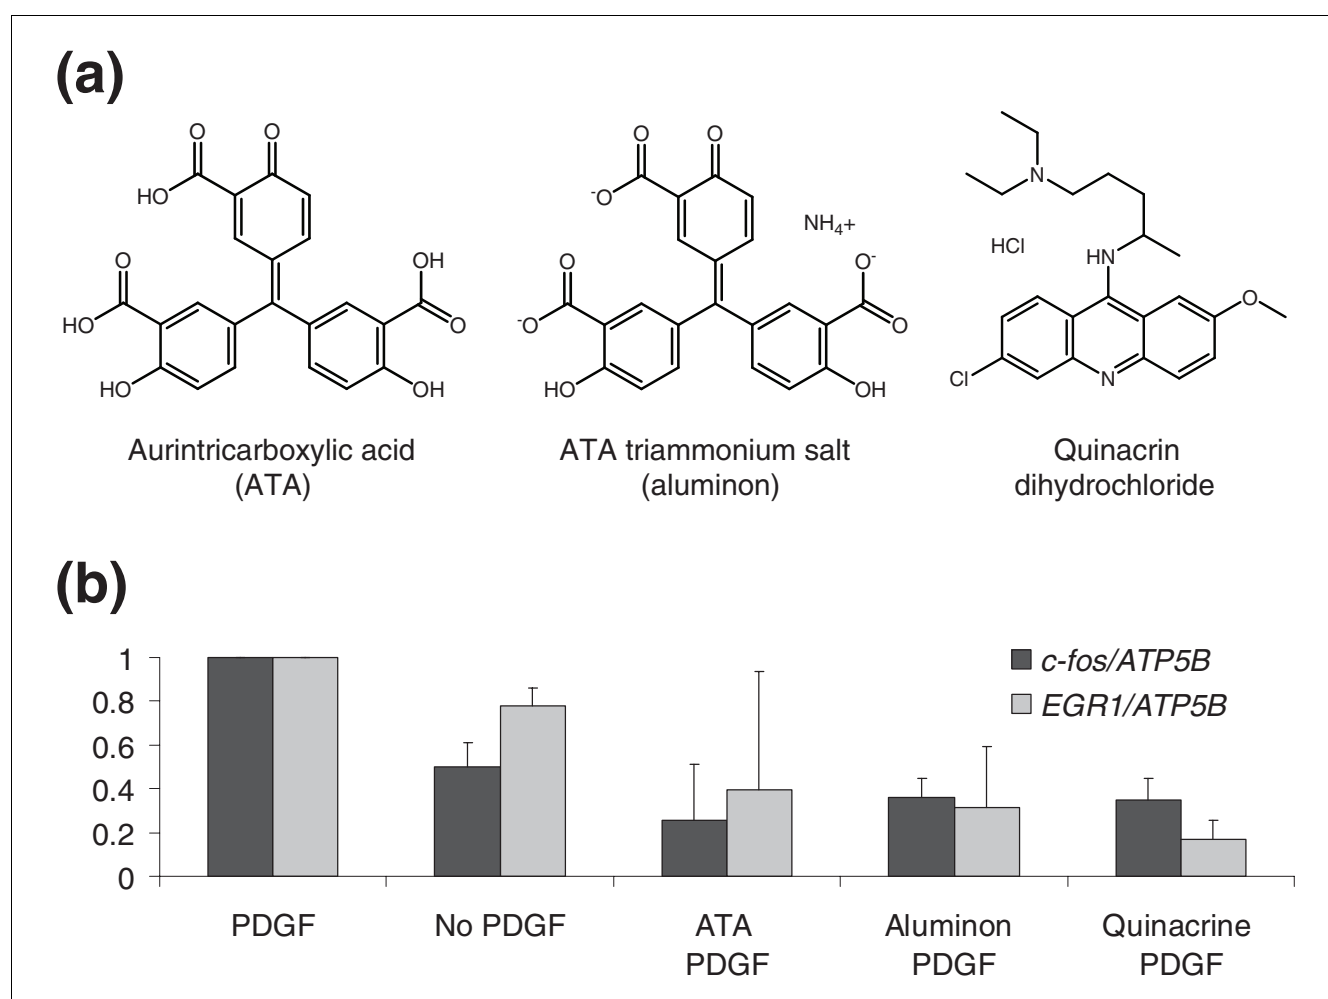 (a)
O O
HO
O
HO
HO
OH
O
OH
Aurintricarboxylic acid
(ATA)
O O
-O
NH4+
O
-O
HO
O-
O
OH
ATA triammonium salt
(aluminon)
N
HCl
HN
O
Cl
N
Quinacrin
dihydrochloride
(b)
1
0.8
0.6
0.4
0.2
0
c-fos/ATP5B
EGR1/ATP5B
PDGF
No PDGF
ATA
PDGF
Aluminon
PDGF
Quinacrine
PDGF